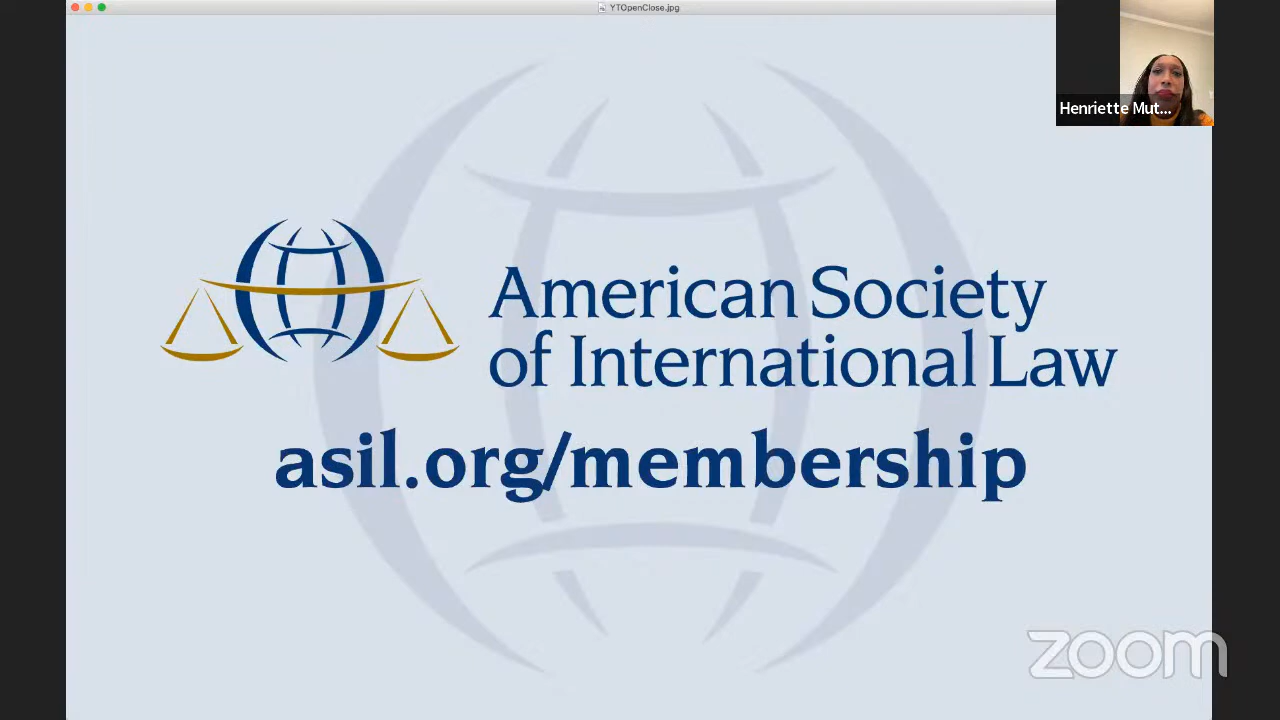 YTOpenClose.jpg
Henriette Mut...
American Society
of International Law
asil.org/membership
zoom